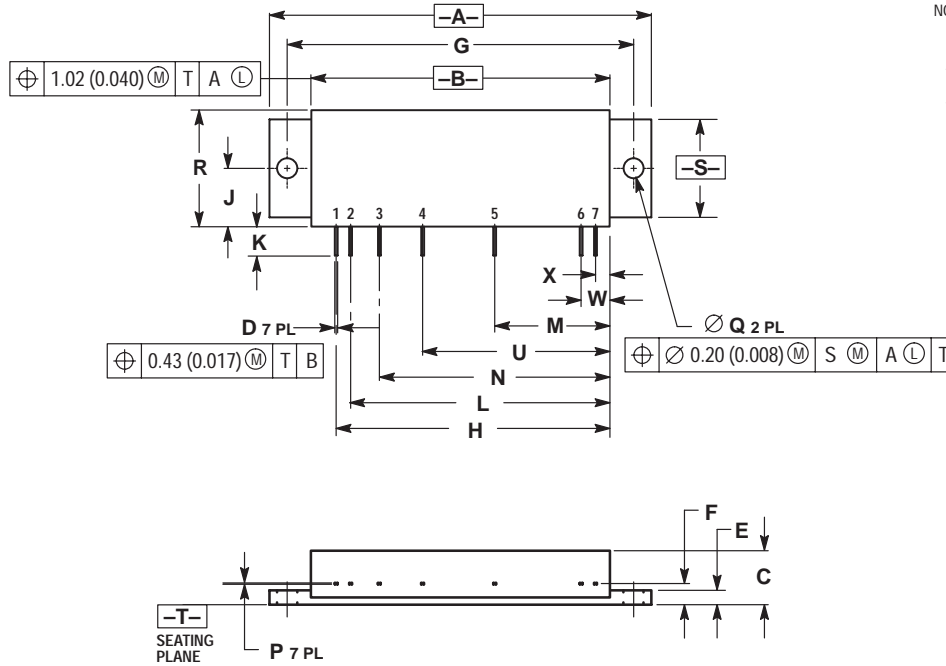 –A–
NO
G
⌖ 1.02 (0.040) Ⓜ T A Ⓛ
–B–
R
J
–S–
1 2 3 4 5 6 7
K
X
W
D 7 PL
M
∅ Q 2 PL
U
⌖ 0.43 (0.017) Ⓜ T B
⌖ ∅ 0.20 (0.008) Ⓜ S Ⓜ A Ⓛ T
N
L
H
F
E
C
–T–
SEATING
PLANE
P 7 PL